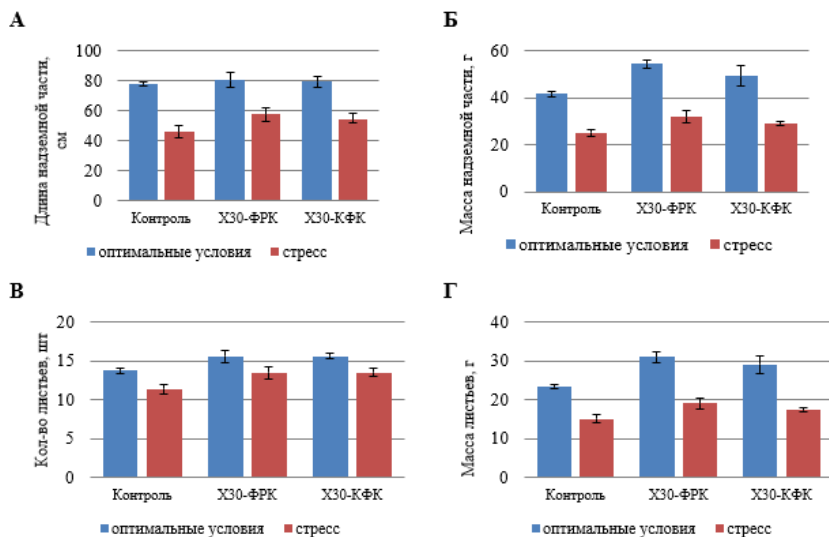 А
Длина надземной части,
см
100
80
60
40
20
0
Контроль
Х30-ФРК
Х30-КФК
оптимальные условия
стресс
Б
Масса надземной части, г
60
40
20
0
Контроль
Х30-ФРК
Х30-КФК
оптимальные условия
стресс
В
Кол-во листьев, шт
20
15
10
5
0
Контроль
Х30-ФРК
Х30-КФК
оптимальные условия
стресс
Г
Масса листьев, г
40
30
20
10
0
Контроль
Х30-ФРК
Х30-КФК
оптимальные условия
стресс